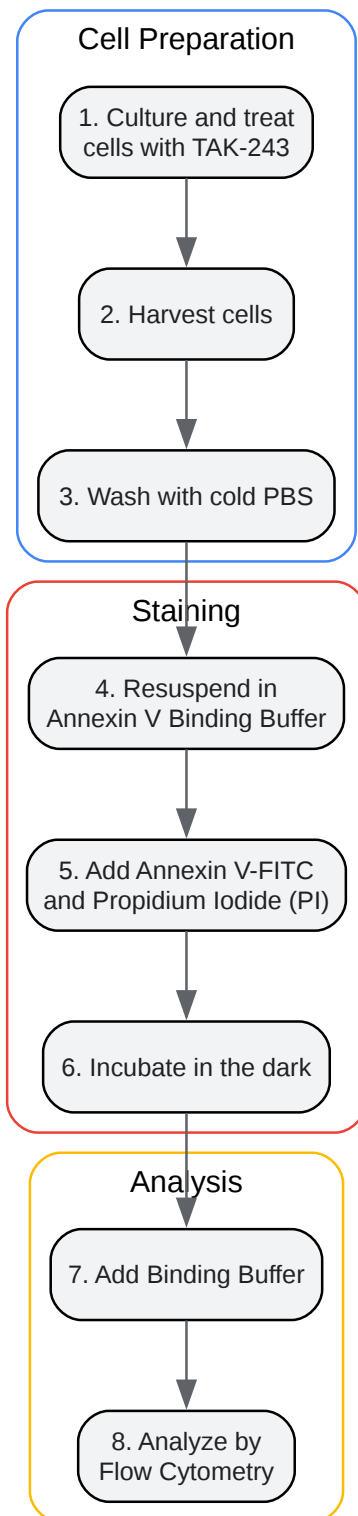 Cell Preparation
1. Culture and treat
cells with TAK-243
2. Harvest cells
3. Wash with cold PBS
Staining
4. Resuspend in
Annexin V Binding Buffer
5. Add Annexin V-FITC
and Propidium Iodide (PI)
6. Incubate in the dark
Analysis
7. Add Binding Buffer
8. Analyze by
Flow Cytometry